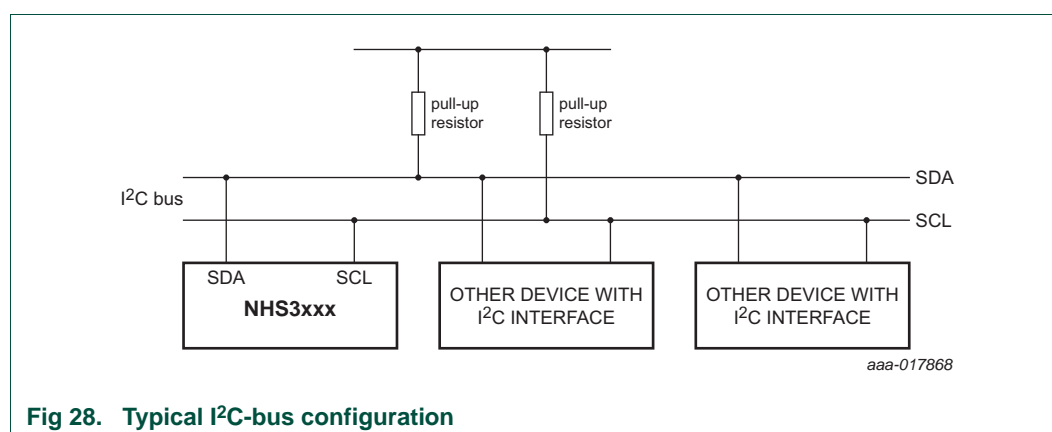 pull-up
resistor
pull-up
resistor
SDA
I2C bus
SCL
SDA SCL
NHS3xxx
OTHER DEVICE WITH
I2C INTERFACE
OTHER DEVICE WITH
I2C INTERFACE
aaa-017868
Fig 28. Typical I2C-bus configuration